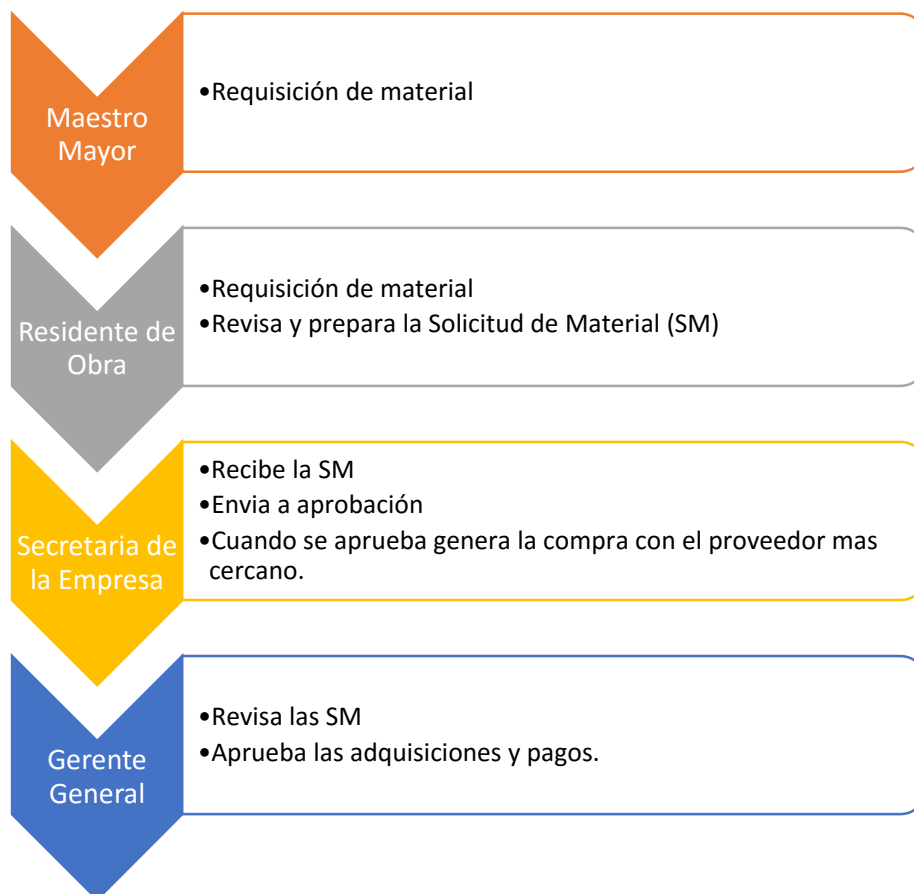 Maestro
Mayor
•Requisición de material
Residente de
Obra
•Requisición de material
•Revisa y prepara la Solicitud de Material (SM)
Secretaria de
la Empresa
•Recibe la SM
•Envia a aprobación
•Cuando se aprueba genera la compra con el proveedor mas
cercano.
Gerente
General
•Revisa las SM
•Aprueba las adquisiciones y pagos.